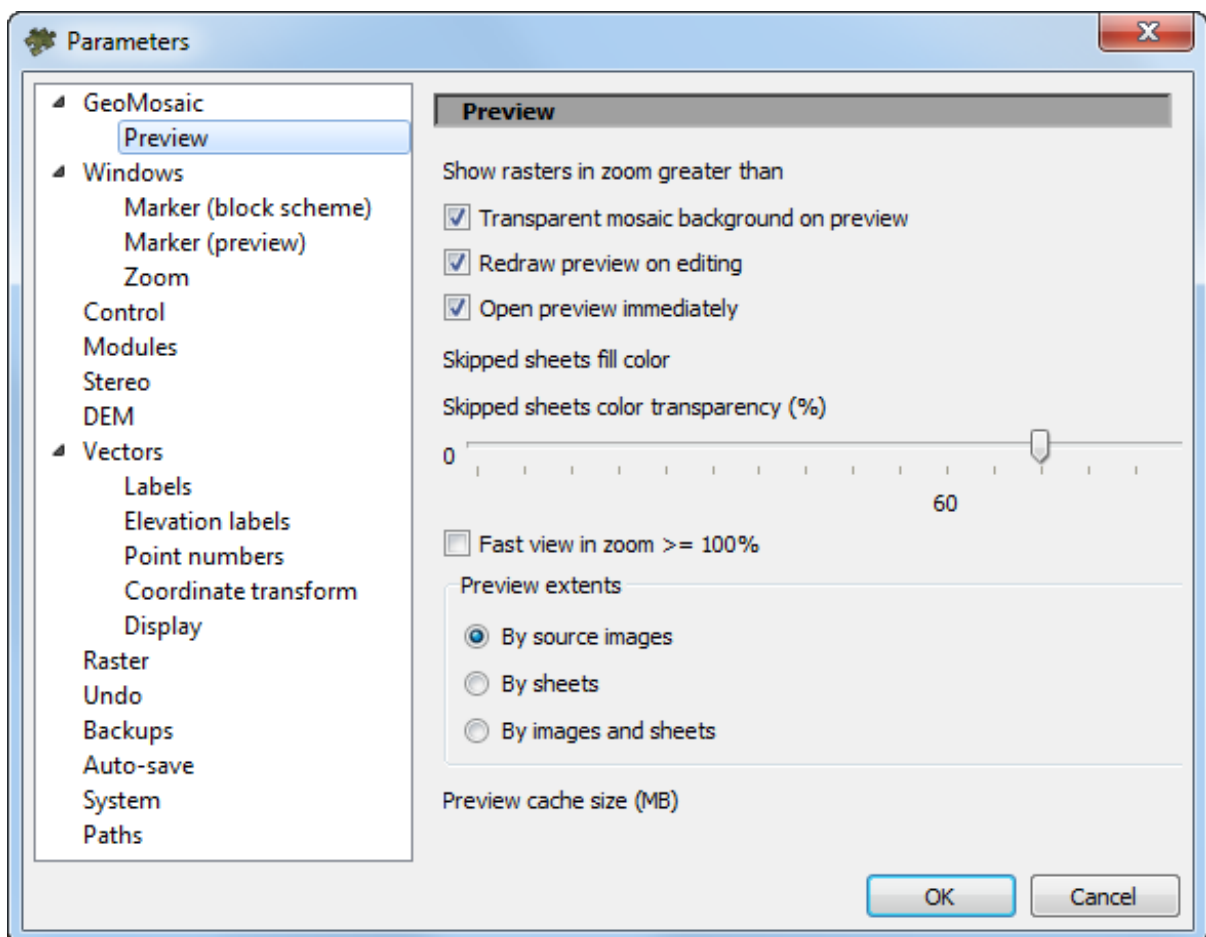 Parameters
GeoMosaic
Preview
Windows
Marker (block scheme)
Marker (preview)
Zoom
Control
Modules
Stereo
DEM
Vectors
Labels
Elevation labels
Point numbers
Coordinate transform
Display
Raster
Undo
Backups
Auto-save
System
Paths
Preview
Show rasters in zoom greater than
Transparent mosaic background on preview
Redraw preview on editing
Open preview immediately
Skipped sheets fill color
Skipped sheets color transparency (%)
0
60
Fast view in zoom >= 100%
Preview extents
By source images
By sheets
By images and sheets
Preview cache size (MB)
OK Cancel